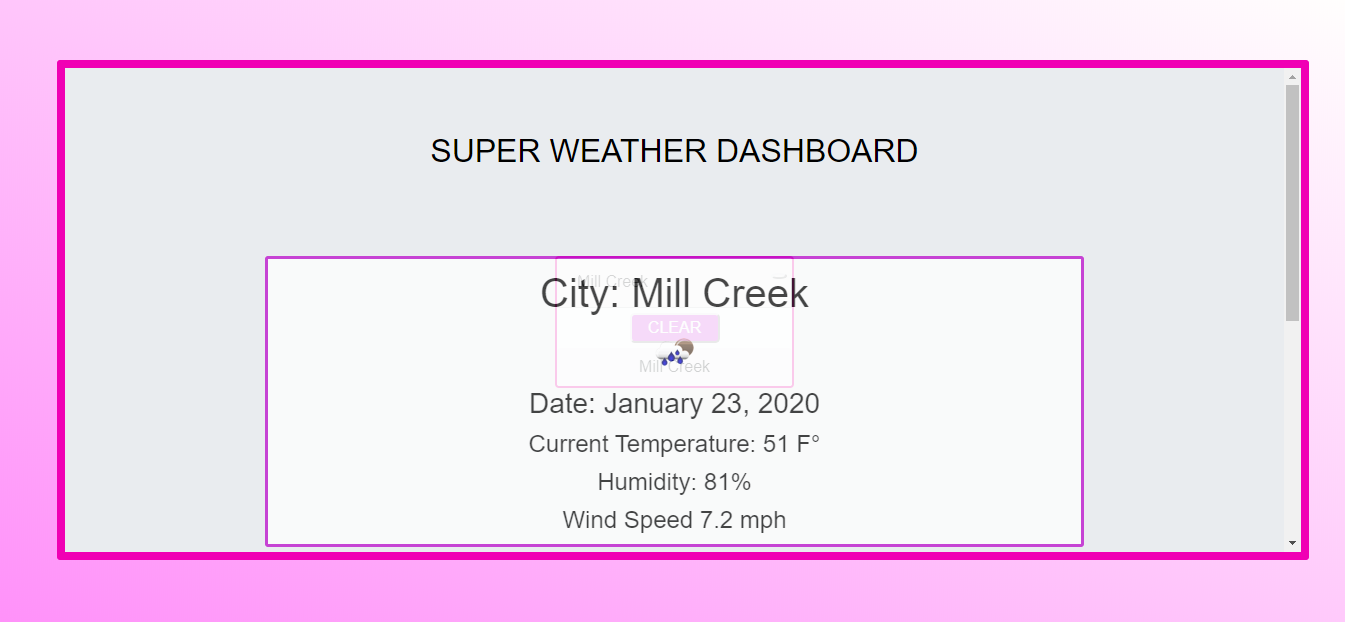 SUPER WEATHER DASHBOARD
Mill Creek
City: Mill Creek
CLEAR
Mill Creek
Date: January 23, 2020
Current Temperature: 51 F°
Humidity: 81%
Wind Speed 7.2 mph